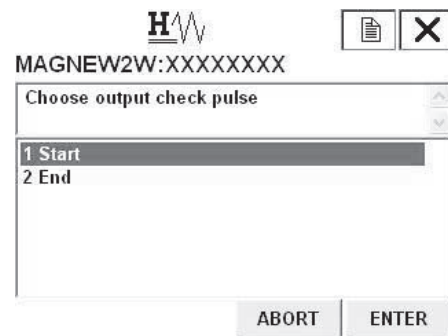 H
MAGNEW2W:XXXXXXXX
Choose output check pulse
1 Start
2 End
ABORT ENTER